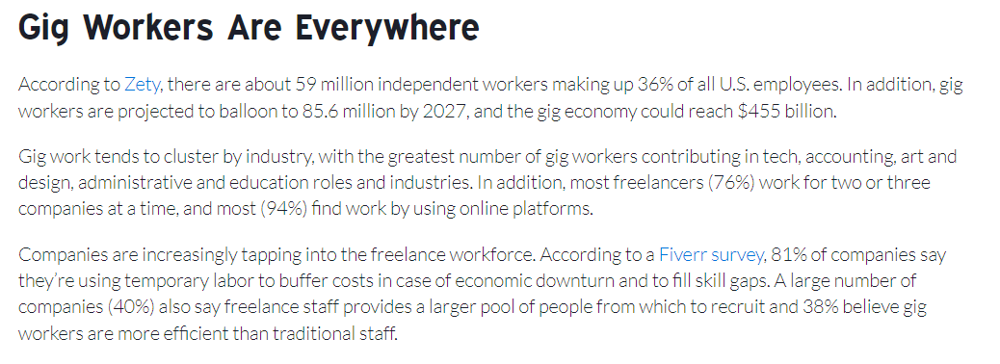 Gig Workers Are Everywhere
According to Zety, there are about 59 million independent workers making up 36% of all U.S. employees. In addition, gig
workers are projected to balloon to 85.6 million by 2027, and the gig economy could reach $455 billion.
Gig work tends to cluster by industry, with the greatest number of gig workers contributing in tech, accounting, art and
design, administrative and education roles and industries. In addition, most freelancers (76%) work for two or three
companies at a time, and most (94%) find work by using online platforms.
Companies are increasingly tapping into the freelance workforce. According to a Fiverr survey, 81% of companies say
they're using temporary labor to buffer costs in case of economic downturn and to fill skill gaps. A large number of
companies (40%) also say freelance staff provides a larger pool of people from which to recruit and 38% believe gig
workers are more efficient than traditional staff.